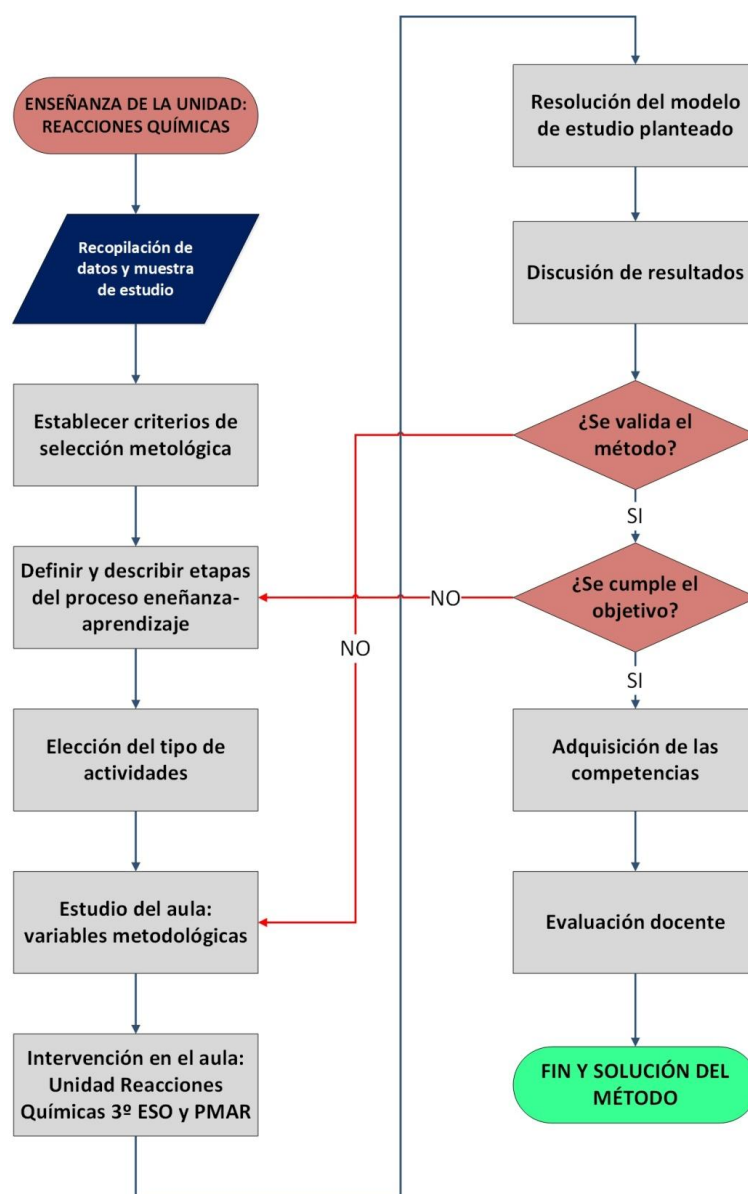 ENSEÑANZA DE LA UNIDAD:
REACCIONES QUÍMICAS
Recopilación de
datos y muestra
de estudio
Establecer criterios de
selección metológica
Definir y describir etapas
del proceso eneñanza-
aprendizaje
Elección del tipo de
actividades
Estudio del aula:
variables metodológicas
Intervención en el aula:
Unidad Reacciones
Químicas 3º ESO y PMAR
Resolución del modelo
de estudio planteado
Discusión de resultados
¿Se valida el
método?
SI
NO
¿Se cumple el
objetivo?
NO
SI
Adquisición de las
competencias
Evaluación docente
FIN Y SOLUCIÓN DEL
MÉTODO